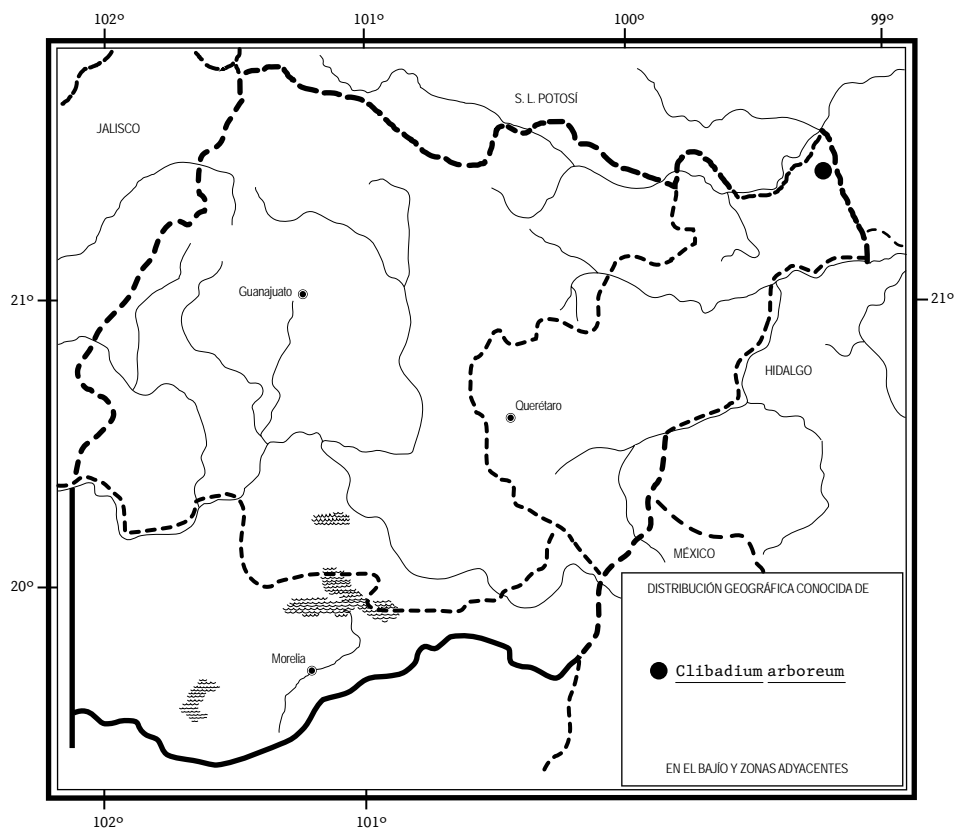 102° 101° 100° 99°
S. L. POTOSÍ
JALISCO
Guanajuato
21° 21°
HIDALGO
Querétaro
MÉXICO
20°
DISTRIBUCIÓN GEOGRÁFICA CONOCIDA DE
Morelia
Clibadium arboreum
EN EL BAJÍO Y ZONAS ADYACENTES
102° 101°